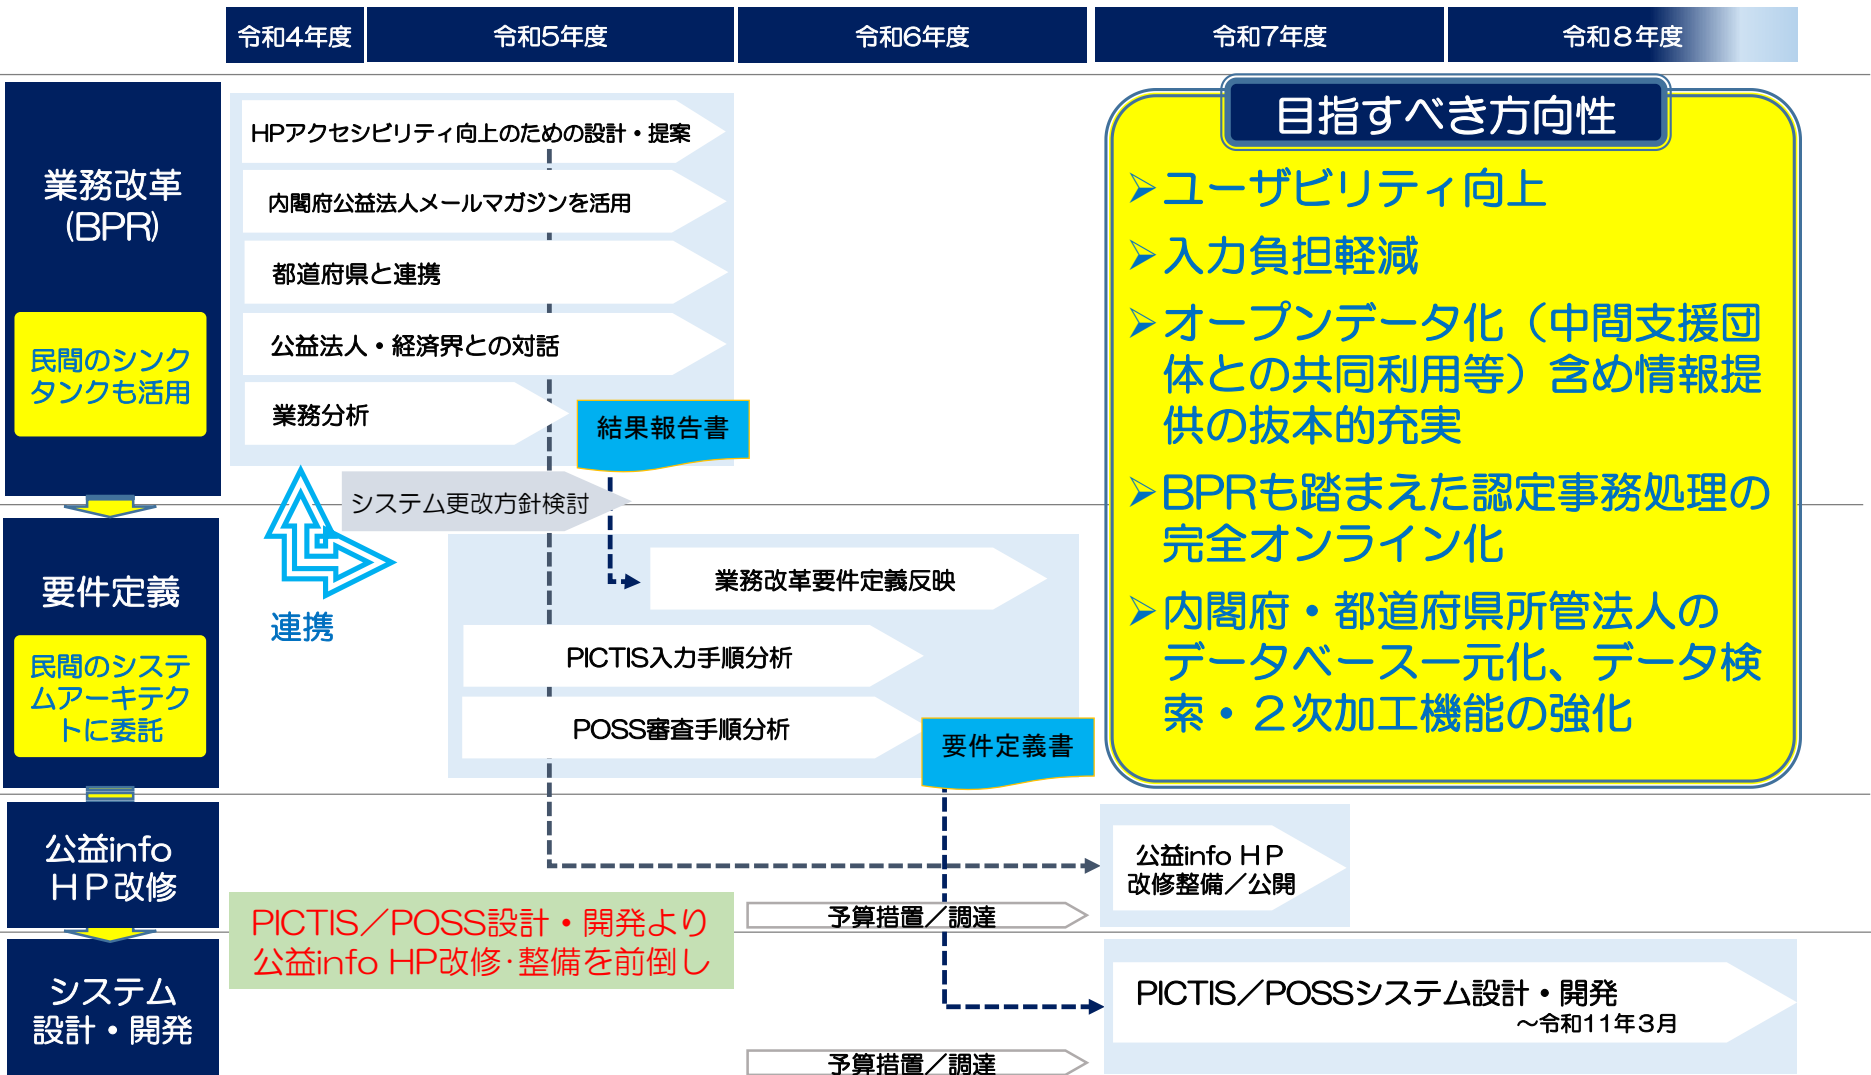 令和4年度
令和5年度
令和6年度
令和7年度
令和８年度
業務改革
(BPR)
民間のシンク
タンクも活用
HPアクセシビリティ向上のための設計・提案
内閣府公益法人メールマガジンを活用
都道府県と連携
公益法人・経済界との対話
業務分析
結果報告書
システム更改方針検討
連携
要件定義
民間のシステ
ムアーキテク
トに委託
業務改革要件定義反映
PICTIS入力手順分析
POSS審査手順分析
要件定義書
目指すべき方向性
➢ユーザビリティ向上
➢入力負担軽減
➢オープンデータ化（中間支援団
体との共同利用等）含め情報提
供の抜本的充実
➢BPRも踏まえた認定事務処理の
完全オンライン化
➢内閣府・都道府県所管法人の
データベース一元化、データ検
索・２次加工機能の強化
公益info
ＨＰ改修
公益infoＨＰ
改修整備／公開
予算措置／調達
PICTIS／POSS設計・開発より
公益info HP改修･整備を前倒し
システム
設計・開発
PICTIS／POSSシステム設計・開発
～令和11年３月
予算措置／調達